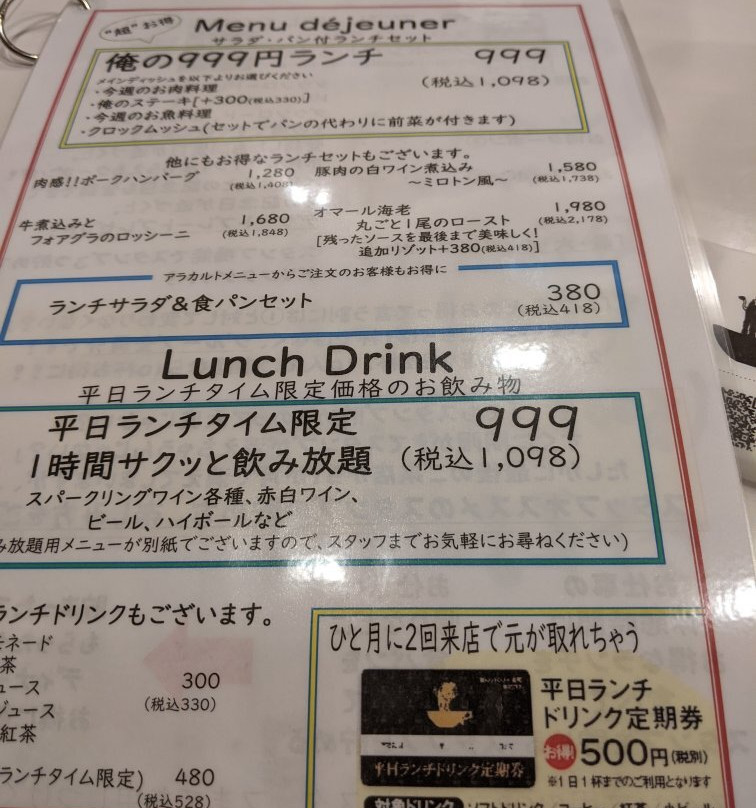 "超"お得
Menu déjeuner
サラダ・パン付ランチセット
俺の999円ランチ 999
(税込1,098)
メインディッシュを以下よりお選びください
・今週のお肉料理
・俺のステーキ[+300(税込330)]
・今週のお魚料理
・クロックムッシュ(セットでパンの代わりに前菜が付きます)
他にもお得なランチセットもございます。
肉感!!ポークハンバーグ 1,280
(税込1,408)
豚肉の白ワイン煮込み 1,580
～ミロトン風～ (税込1,738)
牛煮込みと 1,680
フォアグラのロッシーニ (税込1,848)
オマール海老 1,980
丸ごと1尾のロースト (税込2,178)
[残ったソースを最後まで美味しく!
追加リゾット+380(税込418)]
アラカルトメニューからご注文のお客様もお得に
ランチサラダ&食パンセット 380
(税込418)
Lunch Drink
平日ランチタイム限定価格のお飲み物
平日ランチタイム限定 999
1時間サクッと飲み放題 (税込1,098)
スパークリングワイン各種、赤白ワイン、
ビール、ハイボールなど
み放題用メニューが別紙でございますので、スタッフまでお気軽にお尋ねください)
ランチドリンクもございます。
モネード
茶
ュース
ジュース
紅茶
300
(税込330)
ランチタイム限定) 480
(税込528)
ひと月に2回来店で元が取れちゃう
平日ランチドリンク定期券
平日ランチ
ドリンク定期券
お得! 500円(税別)
※1日1杯までのご利用となります
対象ドリンク